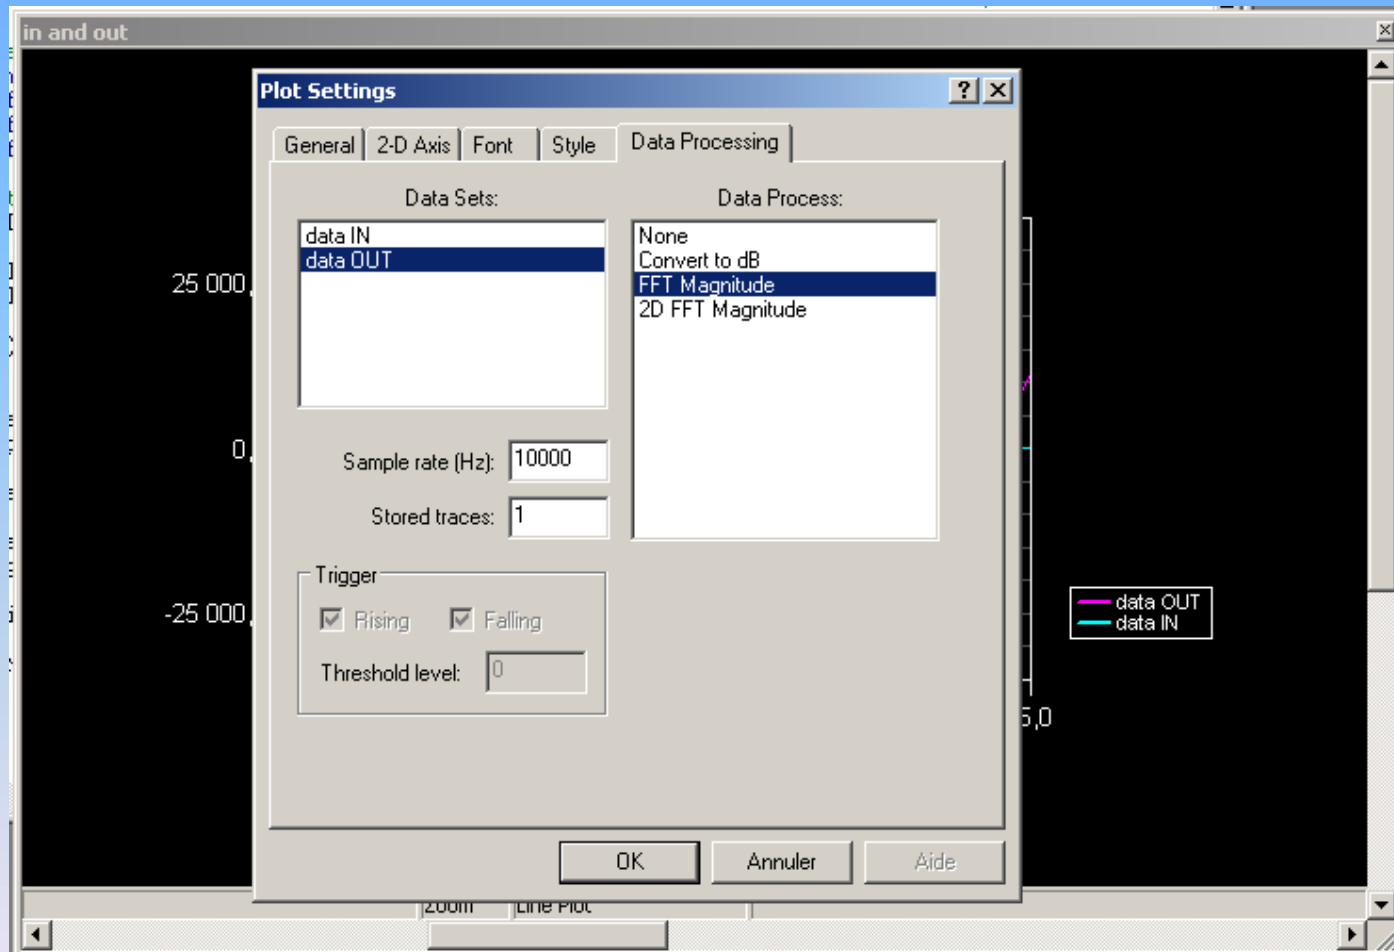 in and out
Plot Settings
General 2-D Axis Font Style Data Processing
Data Sets: Data Process:
data IN
data OUT
None
Convert to dB
FFT Magnitude
2D FFT Magnitude
25 000,
0,
-25 000,
Sample rate (Hz): 10000
Stored traces: 1
Trigger
Rising Falling
Threshold level: 0
data OUT
data IN
5,0
OK Annuler Aide
Zoom Line Plot